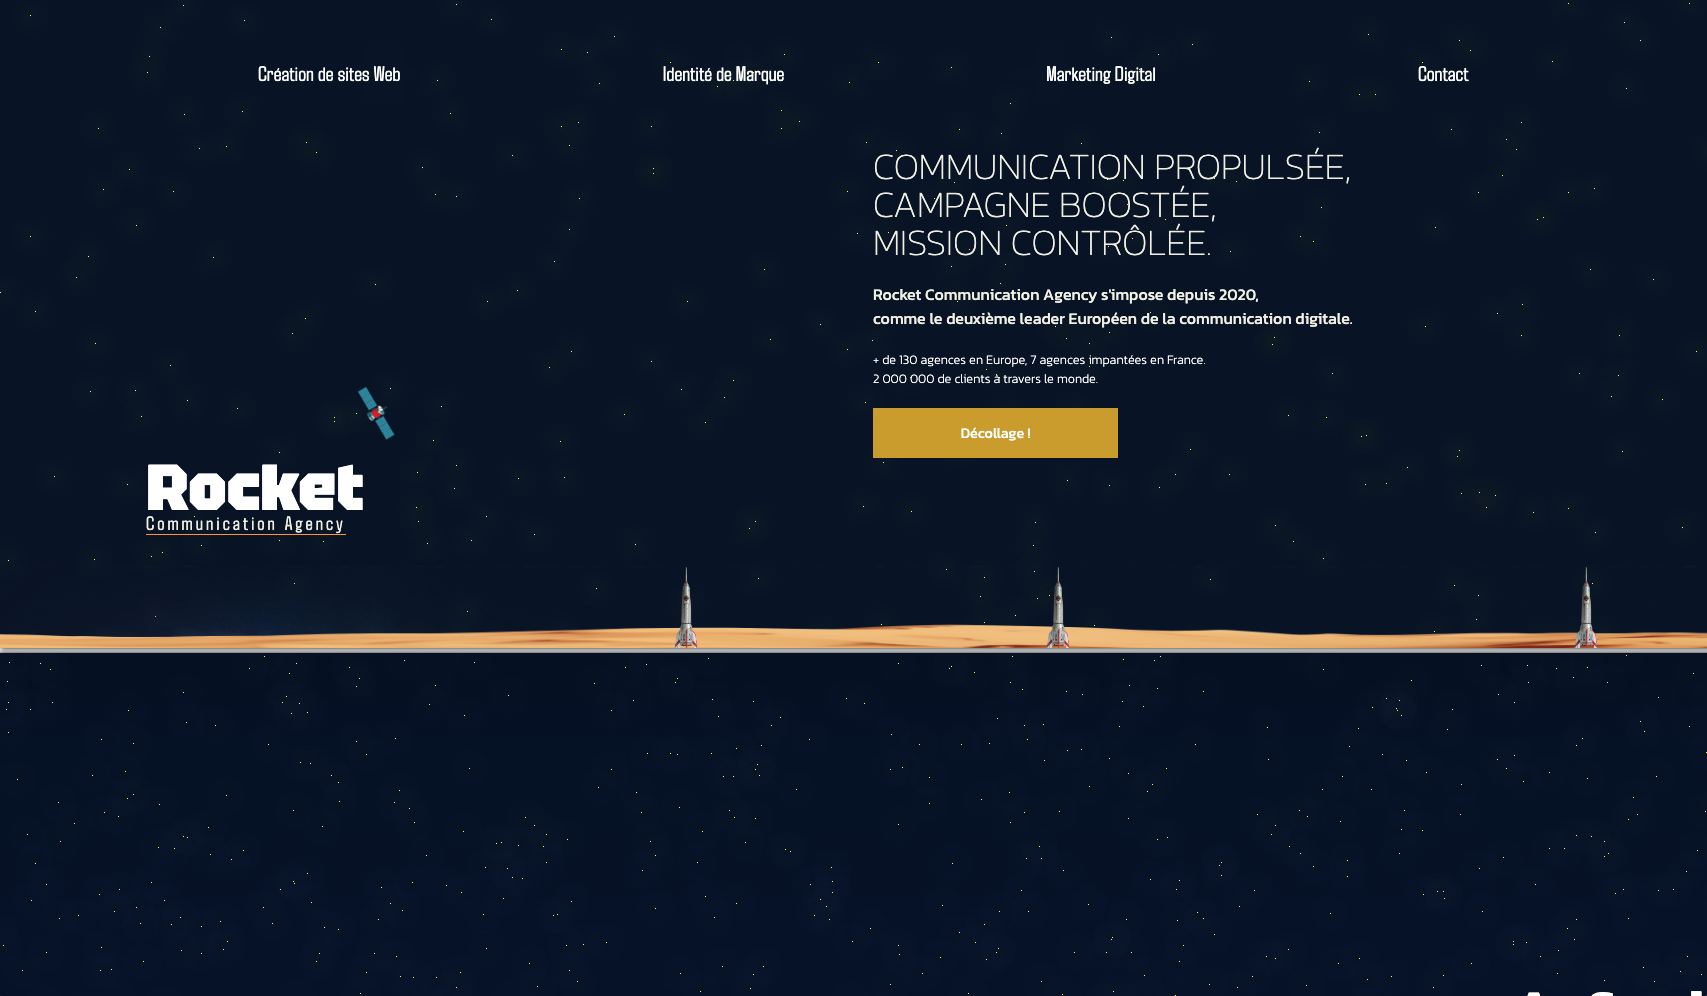 Création de sites Web
Identité de Marque
Marketing Digital
Contact
COMMUNICATION PROPULSÉE,
CAMPAGNE BOOSTÉE,
MISSION CONTRÔLÉE.
Rocket Communication Agency s'impose depuis 2020,
comme le deuxième leader Européen de la communication digitale.
+ de 130 agences en Europe, 7 agences impantées en France.
2 000 000 de clients à travers le monde.
Décollage !
Rocket
Communication Agency